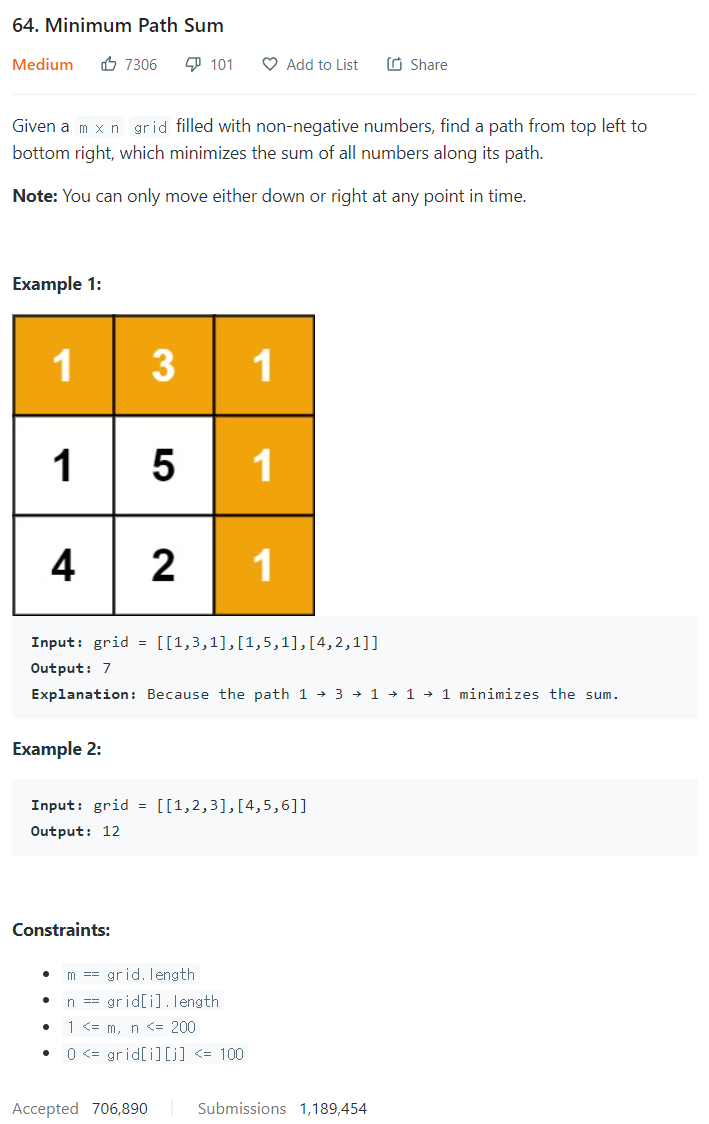 64. Minimum Path Sum
Medium 7306 101 Add to List Share
Given a m x n grid filled with non-negative numbers, find a path from top left to
bottom right, which minimizes the sum of all numbers along its path.
Note: You can only move either down or right at any point in time.
Example 1:
1 3 1
1 5 1
4 2 1
Input: grid = [[1,3,1],[1,5,1],[4,2,1]]
Output: 7
Explanation: Because the path 1 → 3 → 1 → 1 → 1 minimizes the sum.
Example 2:
Input: grid = [[1,2,3],[4,5,6]]
Output: 12
Constraints:
• m == grid.length
• n == grid[i].length
• 1 <= m, n <= 200
• 0 <= grid[i][j] <= 100
Accepted 706,890 Submissions 1,189,454